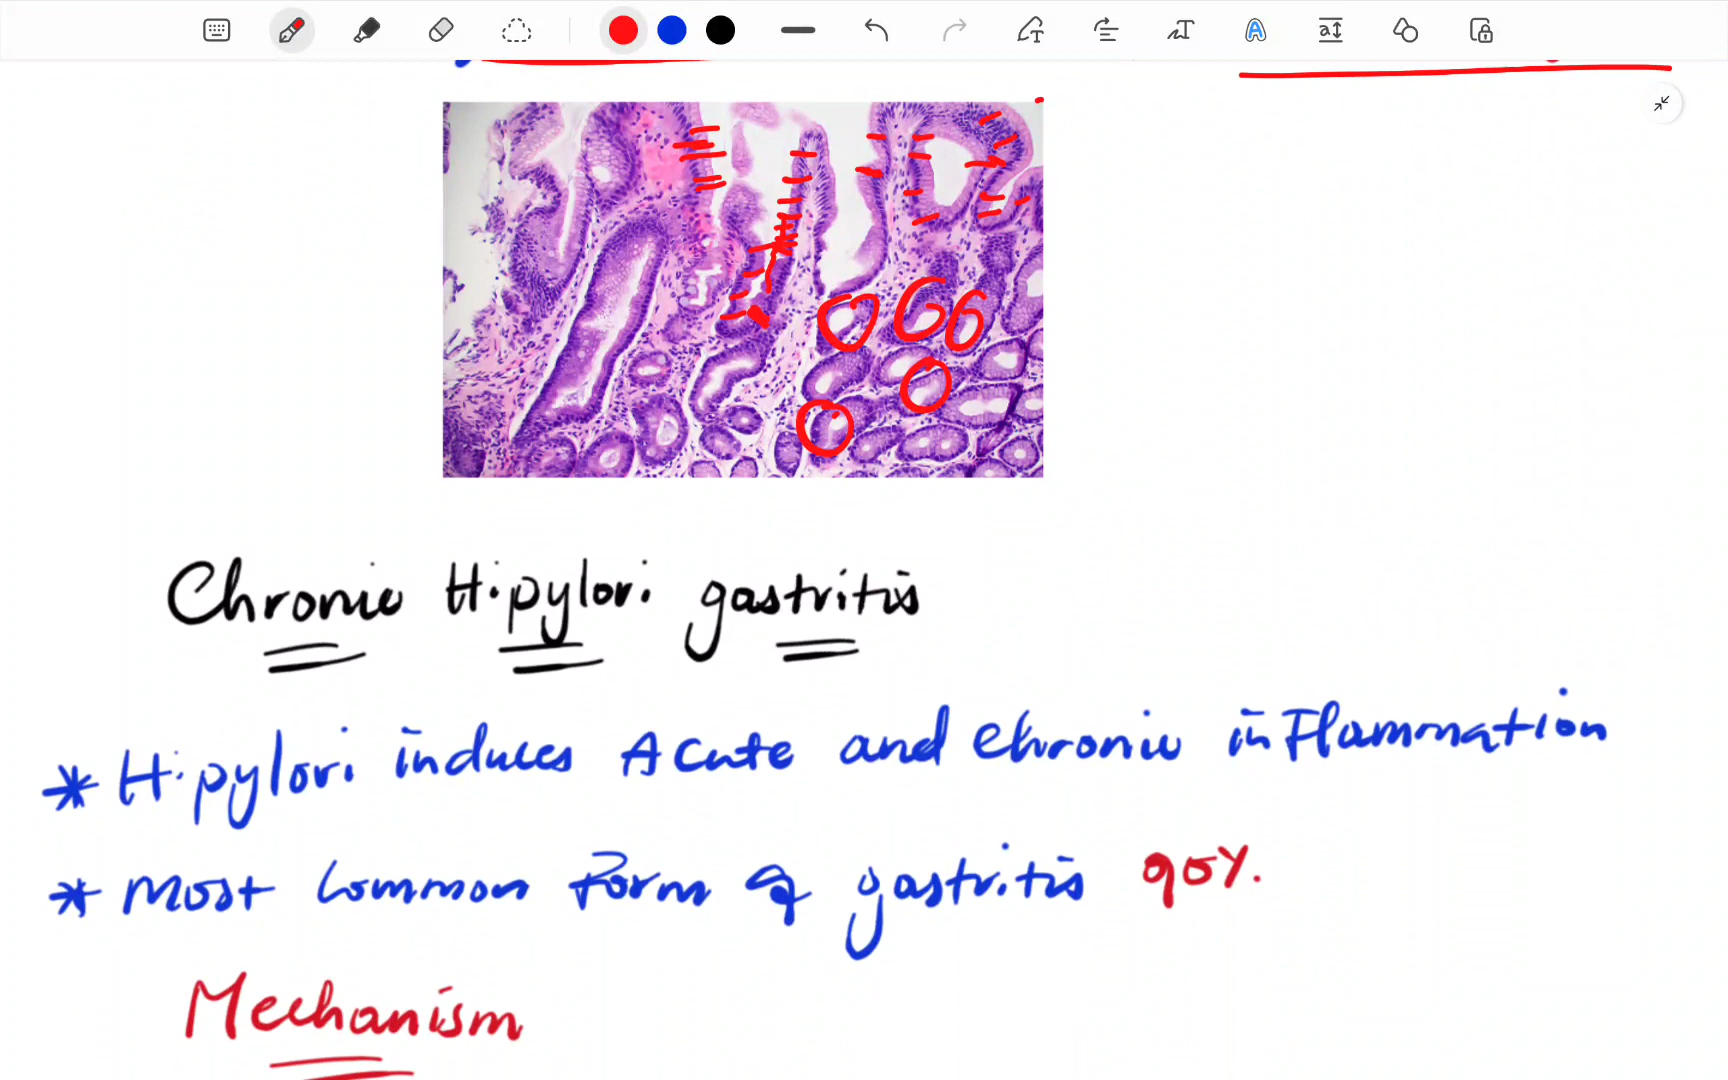 Chronic H.pylori gastritis
* H.pylori induces Acute and chronic inflammation
* Most common form of gastritis 90%.
Mechanism